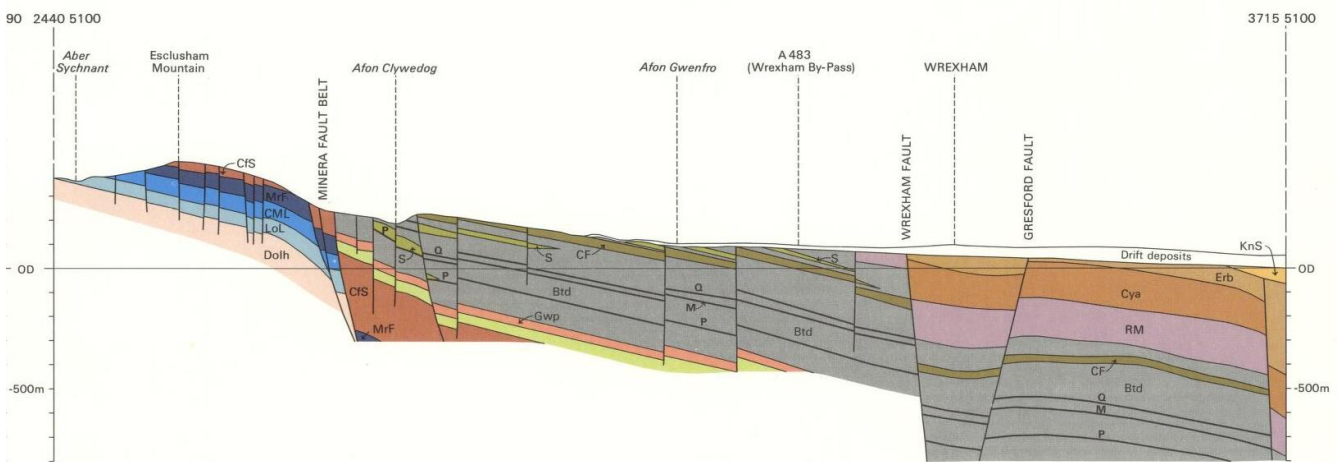 90 2440 5100
3715 5100
Aber
Sychnant
Esclusham
Mountain
Afon Clywedog
Afon Gwenfro
A 483
(Wrexham By-Pass)
WREXHAM
MINERA FAULT BELT
WREXHAM FAULT
GRESFORD FAULT
CfS
MrF
CML
LoL
Dolh
P
S
Q
P
S
CF
S
KnS
Drift deposits
OD
OD
Erb
Cya
CfS
Btd
Q
M
P
Gwp
Btd
RM
MrF
CF
Btd
-500m
-500m
Q
M
P